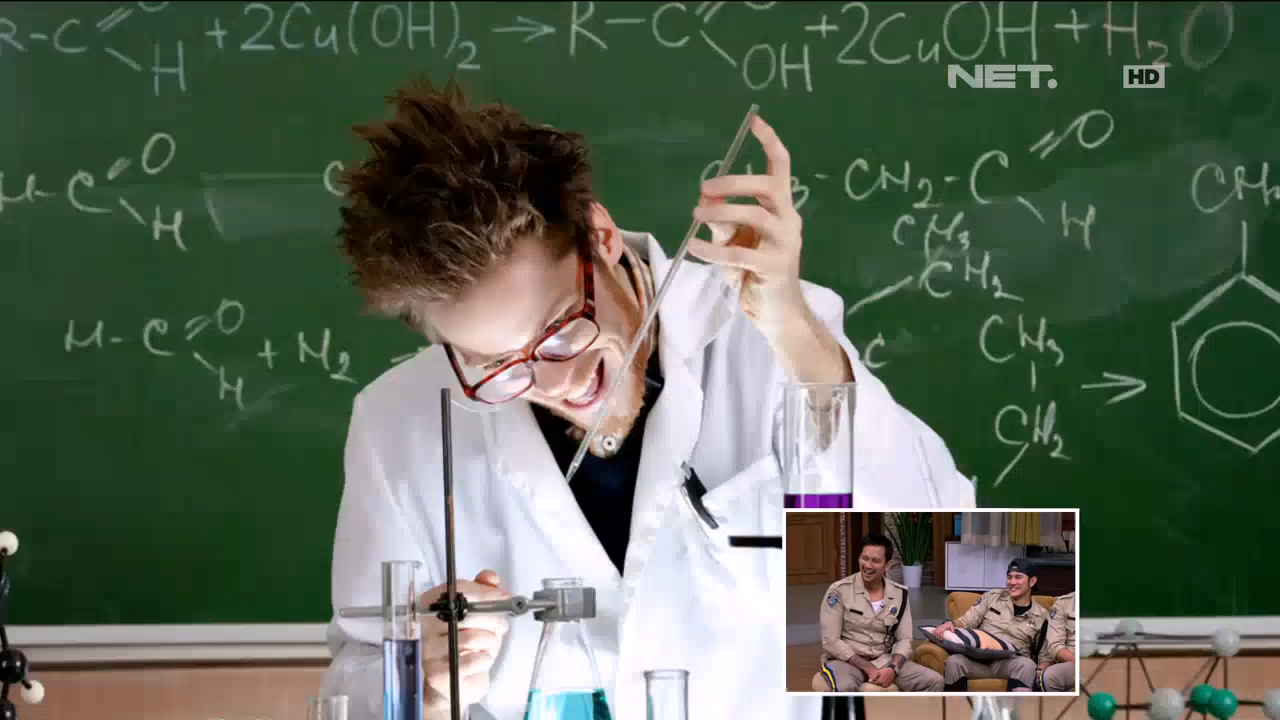 R-C H +2Cu(OH)₂ → R-C OH +2CuOH+H₂O
NET. HD
H-C O H
-CH₂-C O H
CH₃
CH₂
C
H-C O H +H₂
CH₃
CH₂
→